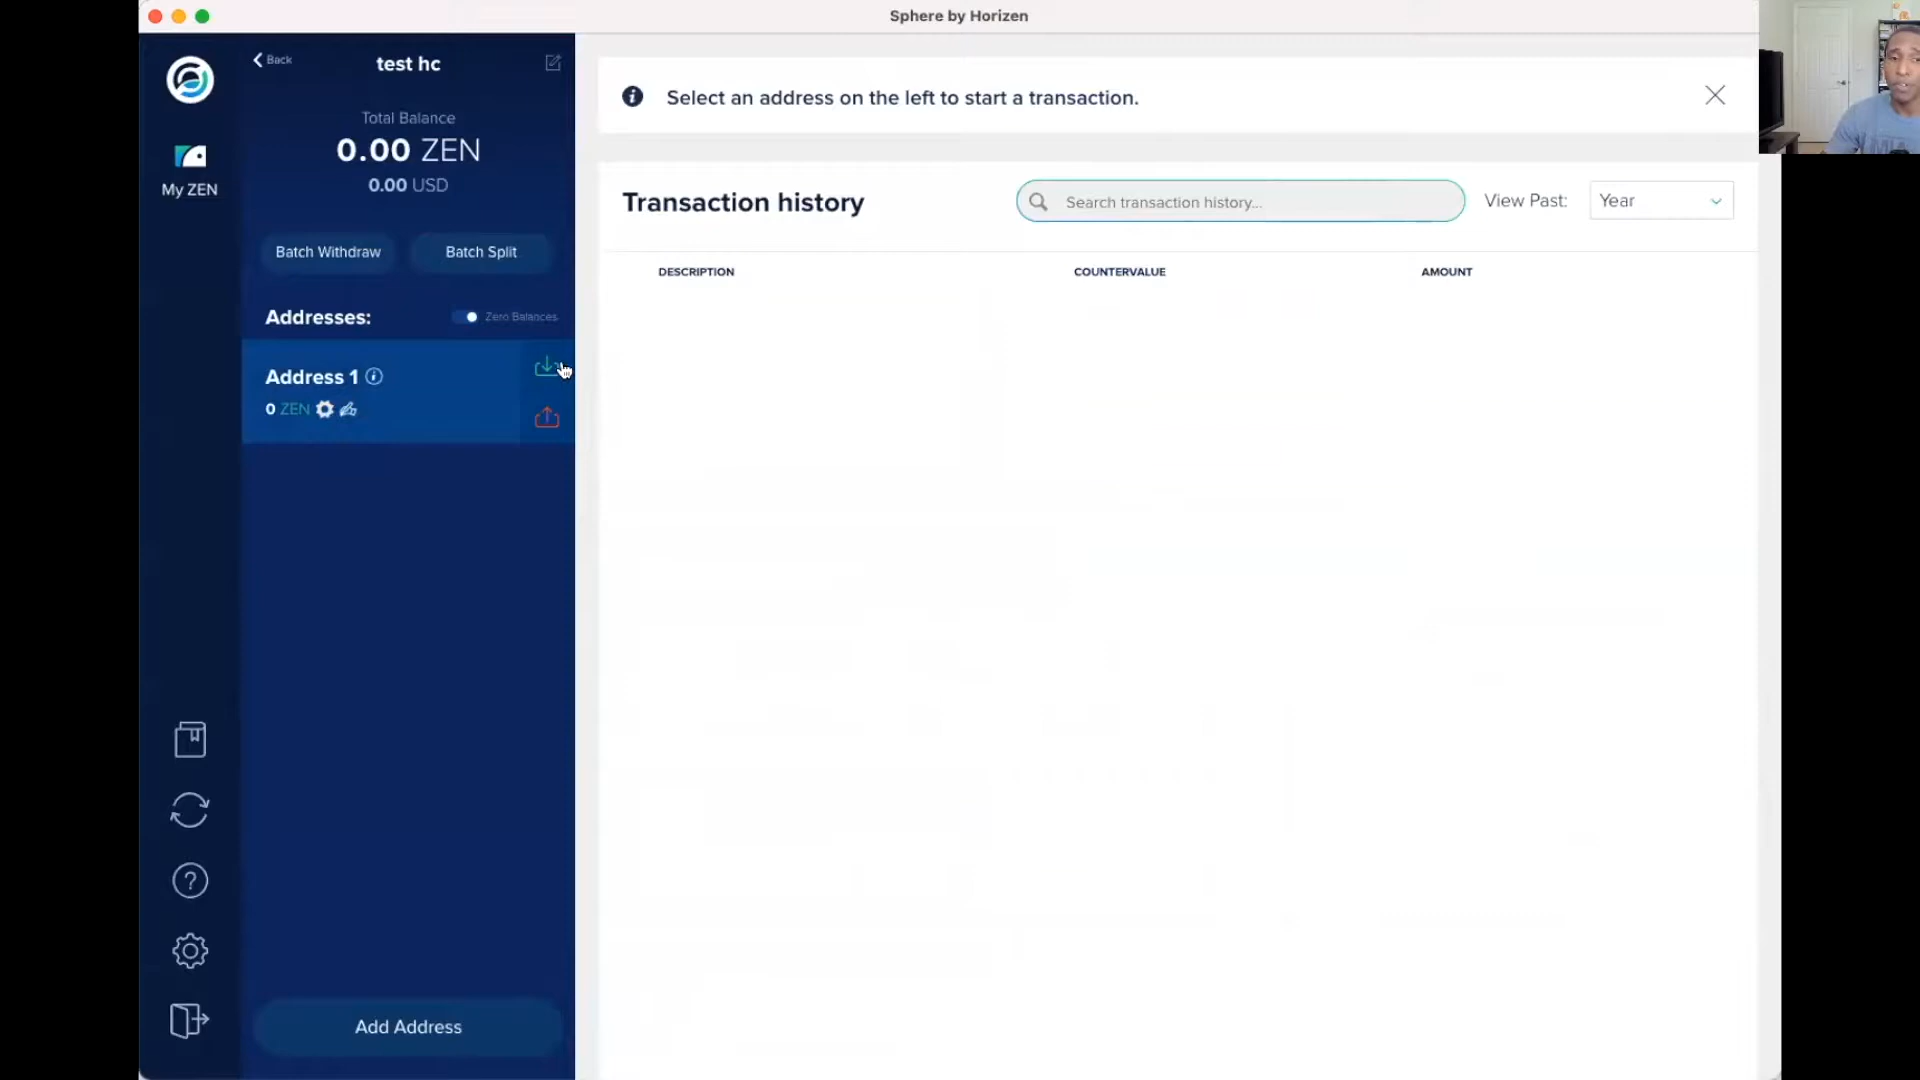 Sphere by Horizen
Back
test hc
Total Balance
0.00 ZEN
0.00 USD
My ZEN
Batch Withdraw
Batch Split
Addresses:
Zero Balances
Address 1
0 ZEN
Add Address
Select an address on the left to start a transaction.
Transaction history
Search transaction history...
View Past:
Year
DESCRIPTION
COUNTERVALUE
AMOUNT